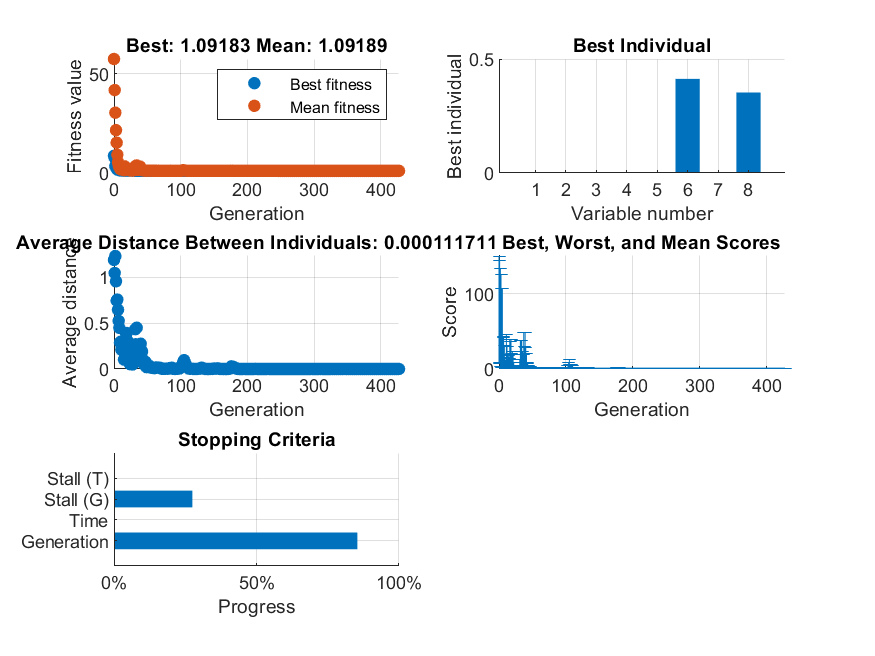 Best: 1.09183 Mean: 1.09189
Fitness value
50
0
Best fitness
Mean fitness
0 100 200 300 400
Generation
Best Individual
Best individual
0.5
0
1 2 3 4 5 6 7 8
Variable number
Average Distance Between Individuals: 0.000111711
Average distance
1
0.5
0
0 100 200 300 400
Generation
Best, Worst, and Mean Scores
Score
100
0
0 100 200 300 400
Generation
Stopping Criteria
Stall (T)
Stall (G)
Time
Generation
0% 50% 100%
Progress